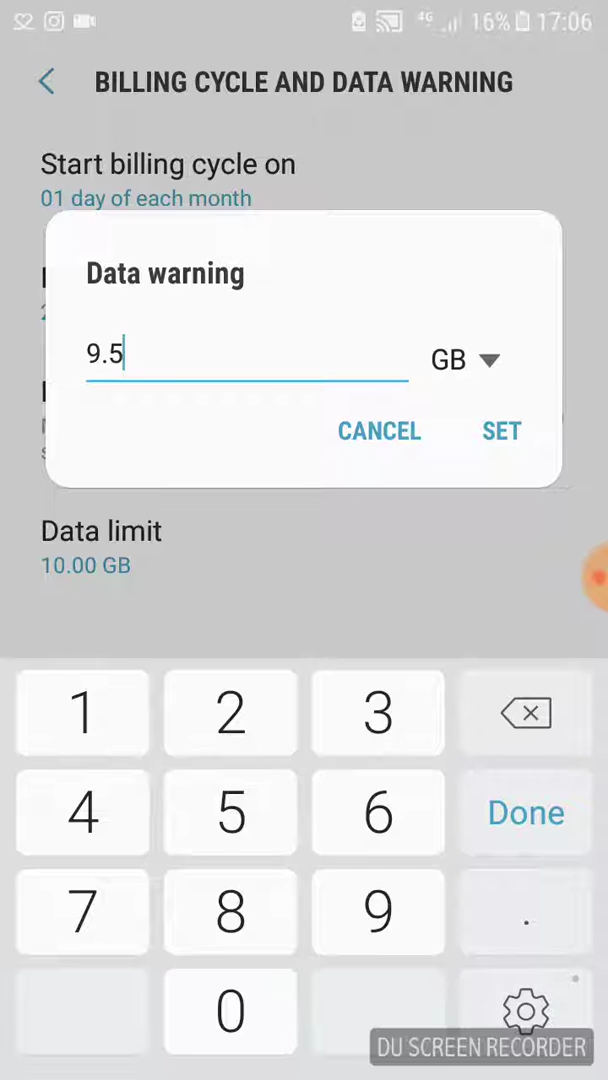 4G 16% 17:06
BILLING CYCLE AND DATA WARNING
Start billing cycle on
01 day of each month
Data warning
9.5 GB
CANCEL SET
Data limit
10.00 GB
1 2 3
4 5 6 Done
7 8 9 .
0
DU SCREEN RECORDER